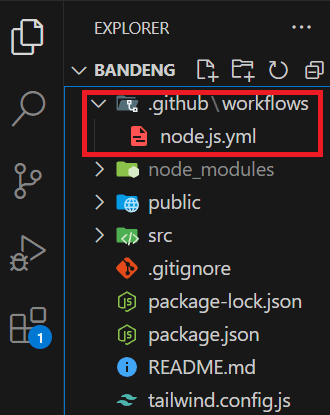 EXPLORER
BANDENG
.github\workflows
node.js.yml
node_modules
public
src
.gitignore
package-lock.json
package.json
README.md
tailwind.config.js
1